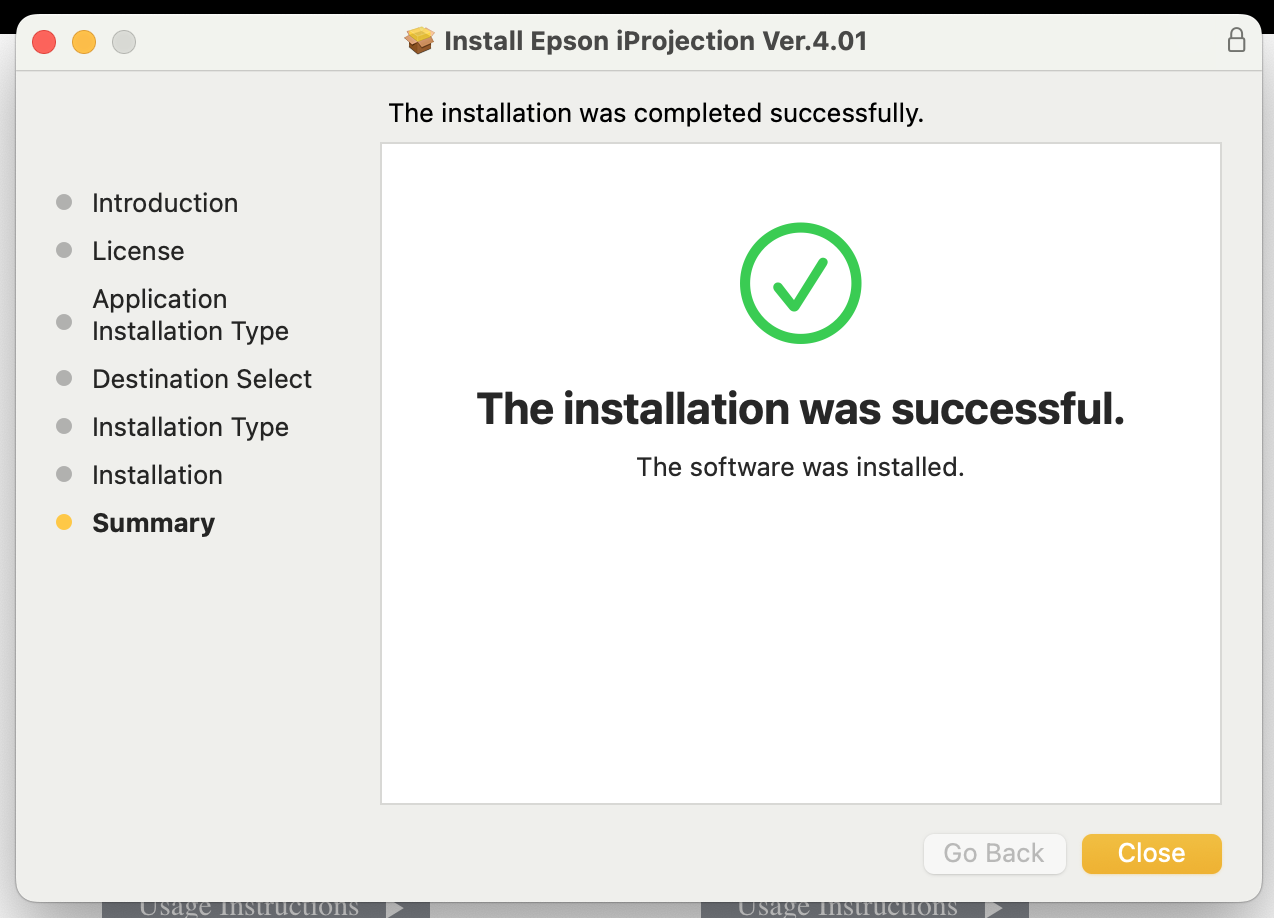 Install Epson iProjection Ver.4.01
The installation was completed successfully.
Introduction
License
Application
Installation Type
Destination Select
Installation Type
Installation
Summary
The installation was successful.
The software was installed.
Go Back
Close
Usage Instructions
Usage Instructions